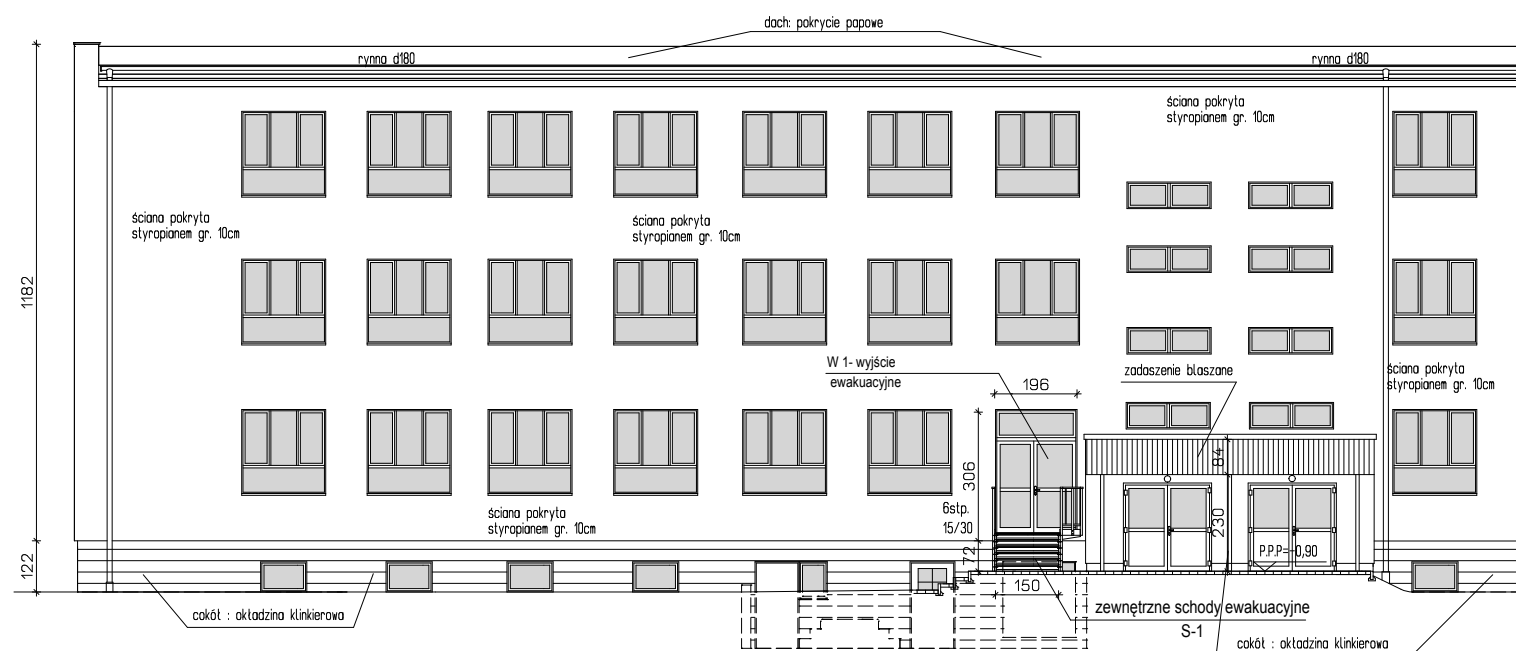 dach: pokrycie papowe
rynna d180
rynna d180
ściana pokryta
styropianem gr. 10cm
ściana pokryta
styropianem gr. 10cm
ściana pokryta
styropianem gr. 10cm
1182
W 1- wyjście
ewakuacyjne
196
zadaszenie blaszane
ściana pokryta
styropianem gr. 10cm
84
306
6stp.
15/30
230
ściana pokryta
styropianem gr. 10cm
P.P.P=-0,90
122
72
150
zewnętrzne schody ewakuacyjne
S-1
cokół : okładzina klinkierowa
cokół : okładzina klinkierowa